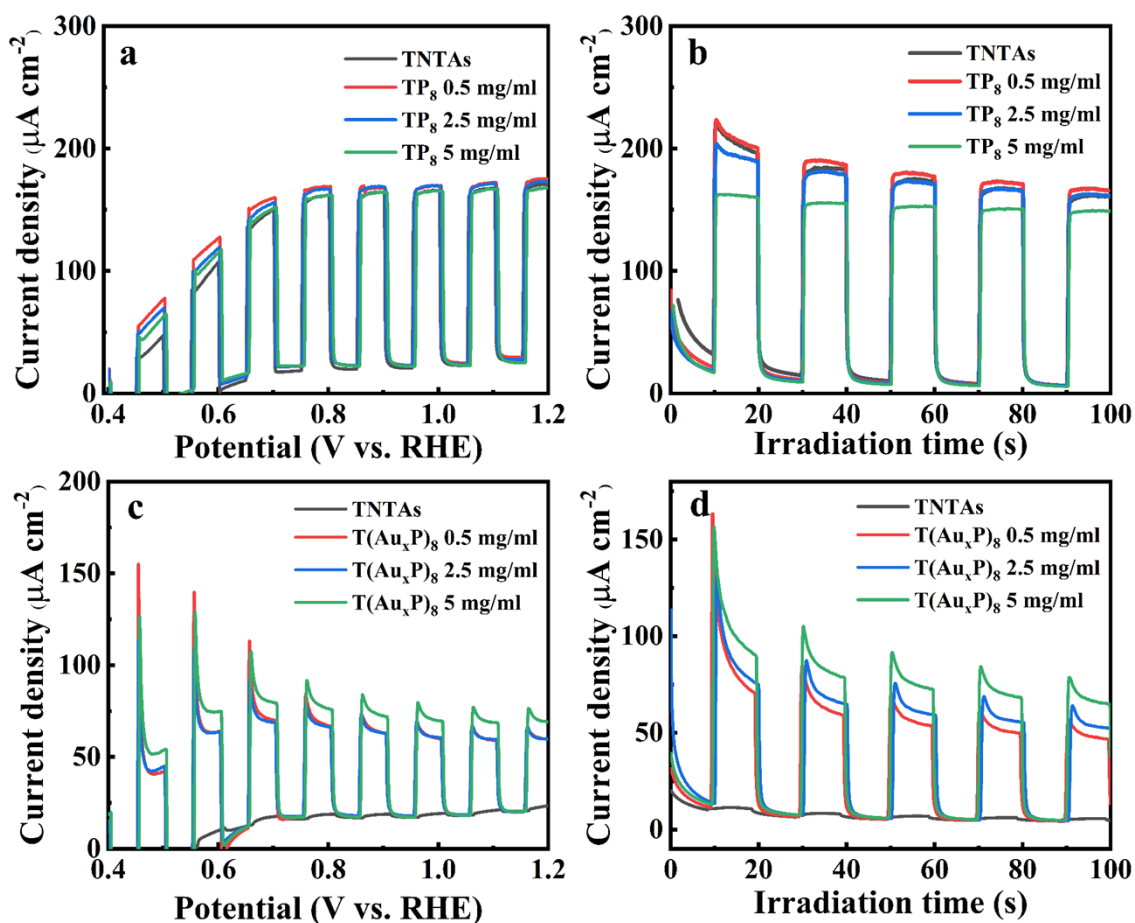 a
TNTAs
TP₈ 0.5 mg/ml
TP₈ 2.5 mg/ml
TP₈ 5 mg/ml
300
200
100
0
Current density (μA cm⁻²)
0.4 0.6 0.8 1.0 1.2
Potential (V vs. RHE)
b
TNTAs
TP₈ 0.5 mg/ml
TP₈ 2.5 mg/ml
TP₈ 5 mg/ml
300
200
100
0
Current density (μA cm⁻²)
0 20 40 60 80 100
Irradiation time (s)
c
TNTAs
T(AuₓP)₈ 0.5 mg/ml
T(AuₓP)₈ 2.5 mg/ml
T(AuₓP)₈ 5 mg/ml
200
150
100
50
0
Current density (μA cm⁻²)
0.4 0.6 0.8 1.0 1.2
Potential (V vs. RHE)
d
TNTAs
T(AuₓP)₈ 0.5 mg/ml
T(AuₓP)₈ 2.5 mg/ml
T(AuₓP)₈ 5 mg/ml
150
100
50
0
Current density (μA cm⁻²)
0 20 40 60 80 100
Irradiation time (s)